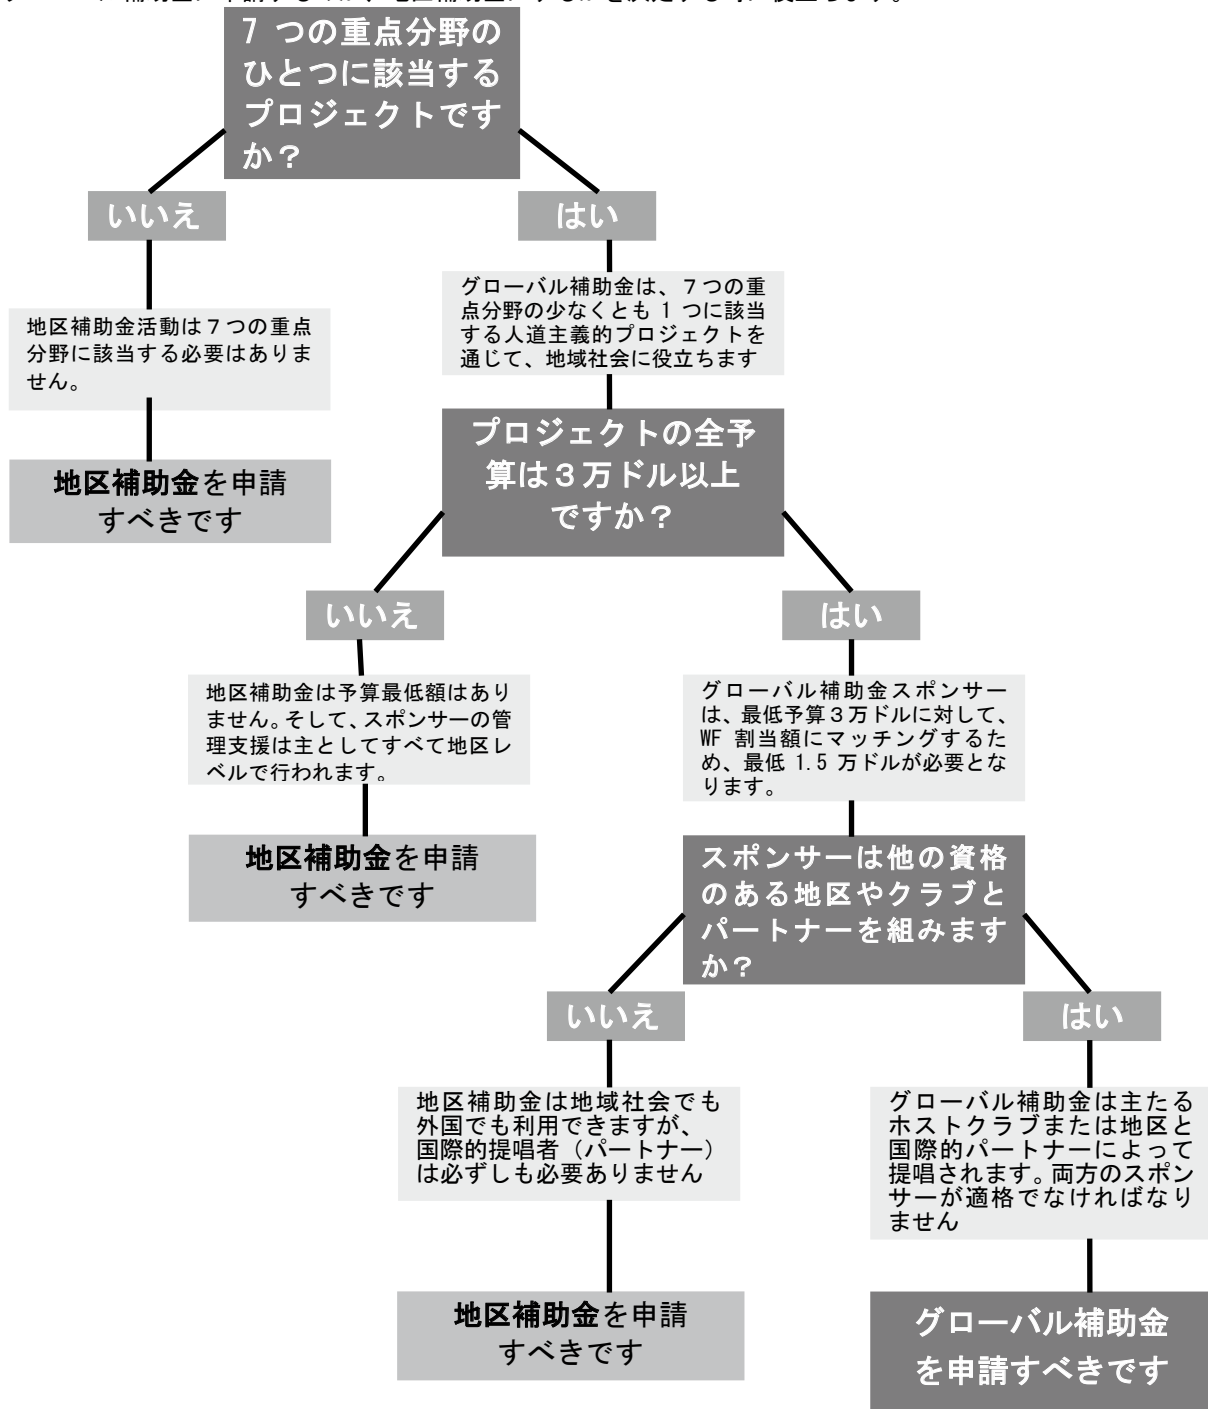 7 つの重点分野の
ひとつに該当する
プロジェクトです
か？
いいえ
はい
地区補助金活動は７つの重点
分野に該当する必要はありま
せん。
グローバル補助金は、７つの重
点分野の少なくとも 1 つに該当
する人道主義的プロジェクトを
通じて、地域社会に役立ちます
地区補助金を申請
すべきです
プロジェクトの全予
算は３万ドル以上
ですか？
いいえ
はい
地区補助金は予算最低額はあり
ません。そして、スポンサーの管
理支援は主としてすべて地区レ
ベルで行われます。
グローバル補助金スポンサー
は、最低予算３万ドルに対して、
WF 割当額にマッチングするた
め、最低 1.5 万ドルが必要とな
ります。
地区補助金を申請
すべきです
スポンサーは他の資格
のある地区やクラブと
パートナーを組みます
か？
いいえ
はい
地区補助金は地域社会でも
外国でも利用できますが、
国際的提唱者（パートナー）
は必ずしも必要ありません
グローバル補助金は主たる
ホストクラブまたは地区と
国際的パートナーによって
提唱されます。両方のスポン
サーが適格でなければなり
ません
地区補助金を申請
すべきです
グローバル補助金
を申請すべきです